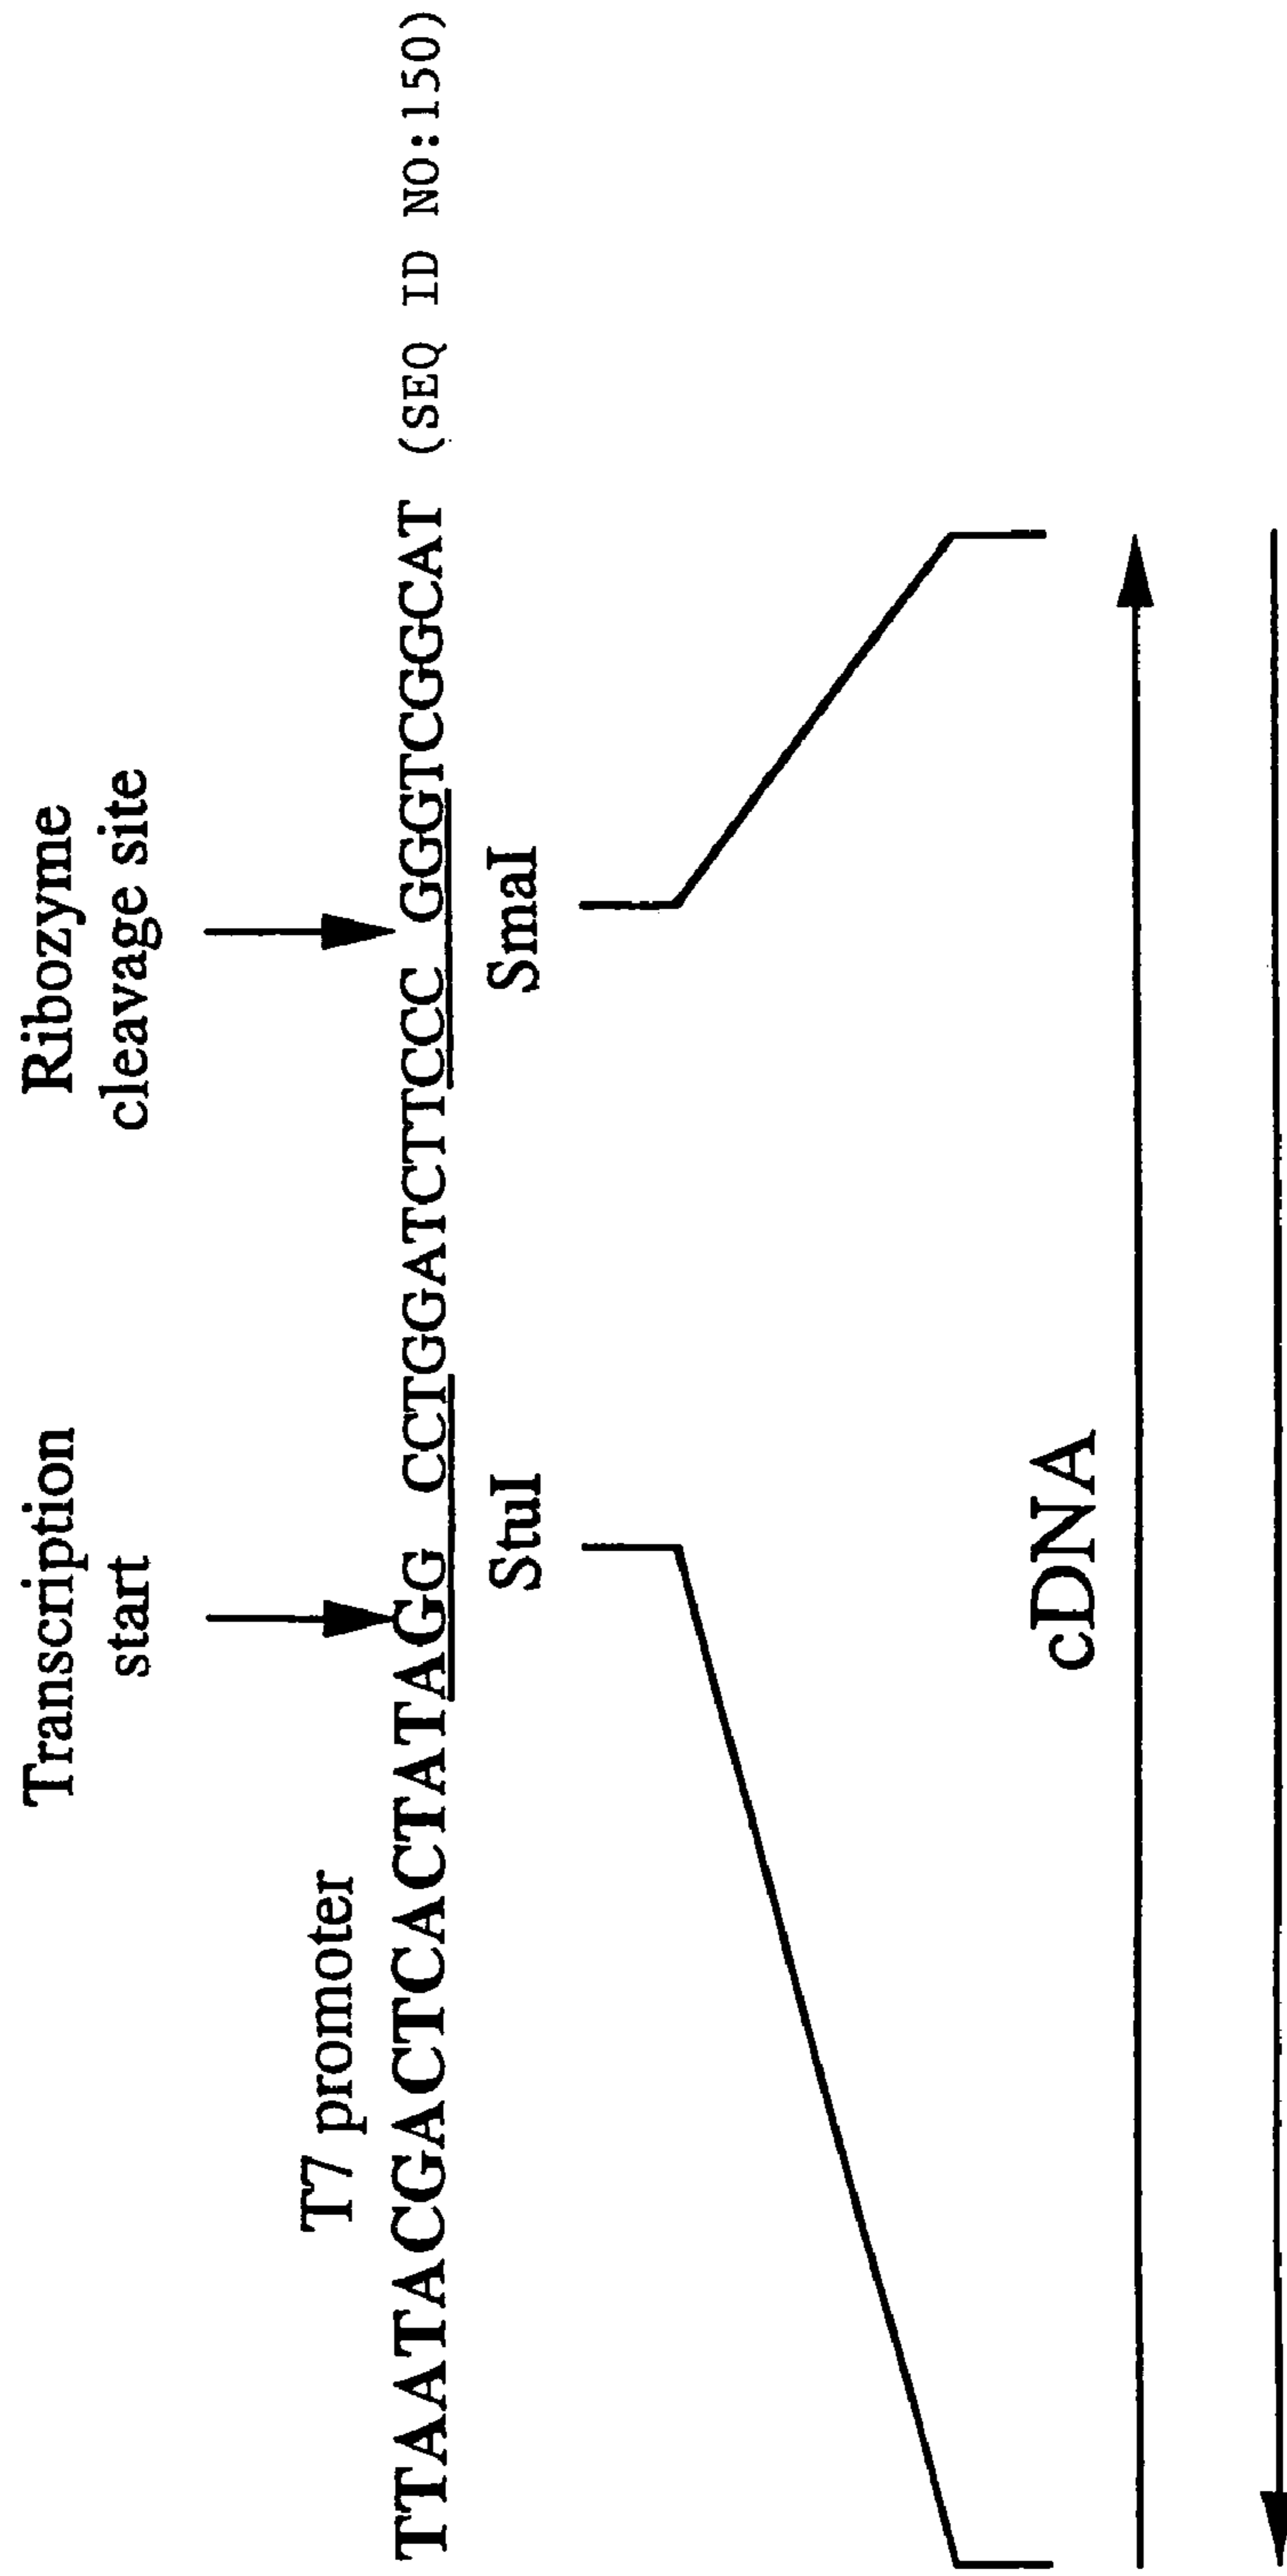 Transcription
start
Ribozyme
cleavage site
T7 promoter
TTAATACGACTCACTATAGG CCTGGATCTTCCC GGGTCGGCAT (SEQ ID NO:150)
StuI
SmaI
cDNA